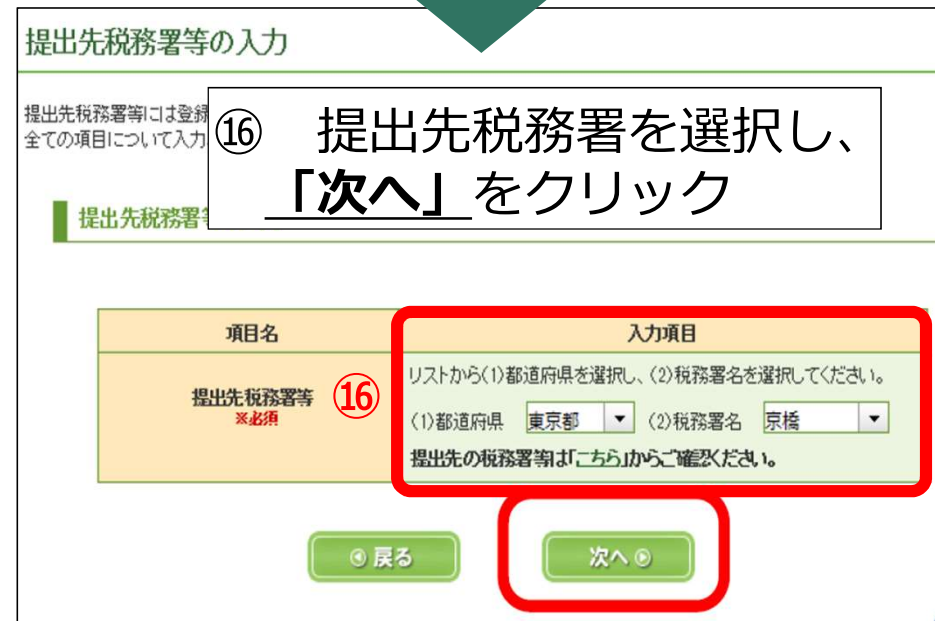 提出先税務署等の入力
提出先税務署等には登録
全ての項目について入力
⑯ 提出先税務署を選択し、
「次へ」をクリック
提出先税務署
項目名
入力項目
提出先税務署等
※必須
⑯
リストから(1)都道府県を選択し、(2)税務署名を選択してください。
(1)都道府県 東京都 ▼ (2)税務署名 京橋 ▼
提出先の税務署等は「こちら」からご確認ください。
戻る
次へ